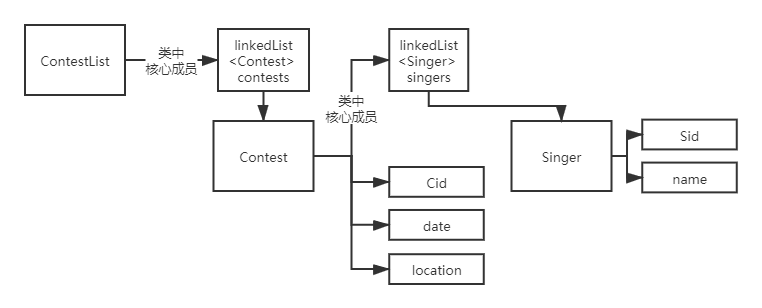 ContestList
类中
核心成员
linkedList
<Contest>
contests
linkedList
<Singer>
singers
类中
核心成员
Contest
Singer
Sid
name
Cid
date
location